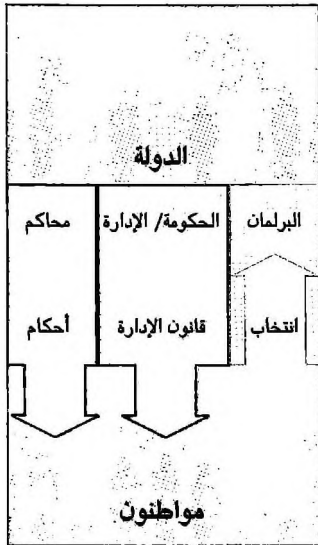 الدولة
البرلمان الحكومة/ الإدارة محاكم
انتخاب قانون الإدارة أحكام
مواطنون